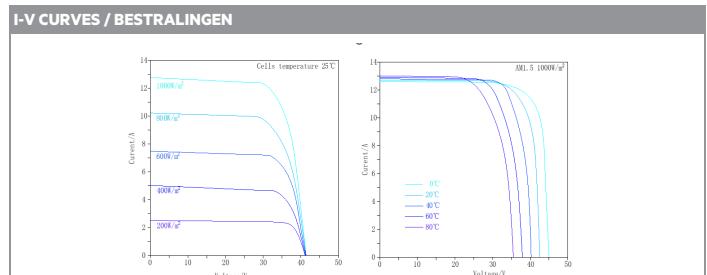 I-V CURVES / BESTRALINGEN
Cells temperature 25℃
1000W/m²
800W/m²
600W/m²
400W/m²
200W/m²
Curent/A
14
12
10
8
6
4
2
0
0 10 20 30 40 50
AM1.5 1000W/m²
Curent/A
14
12
10
8
6
4
2
0
0℃
20℃
40℃
60℃
80℃
0 10 20 30 40 50
Voltage/V